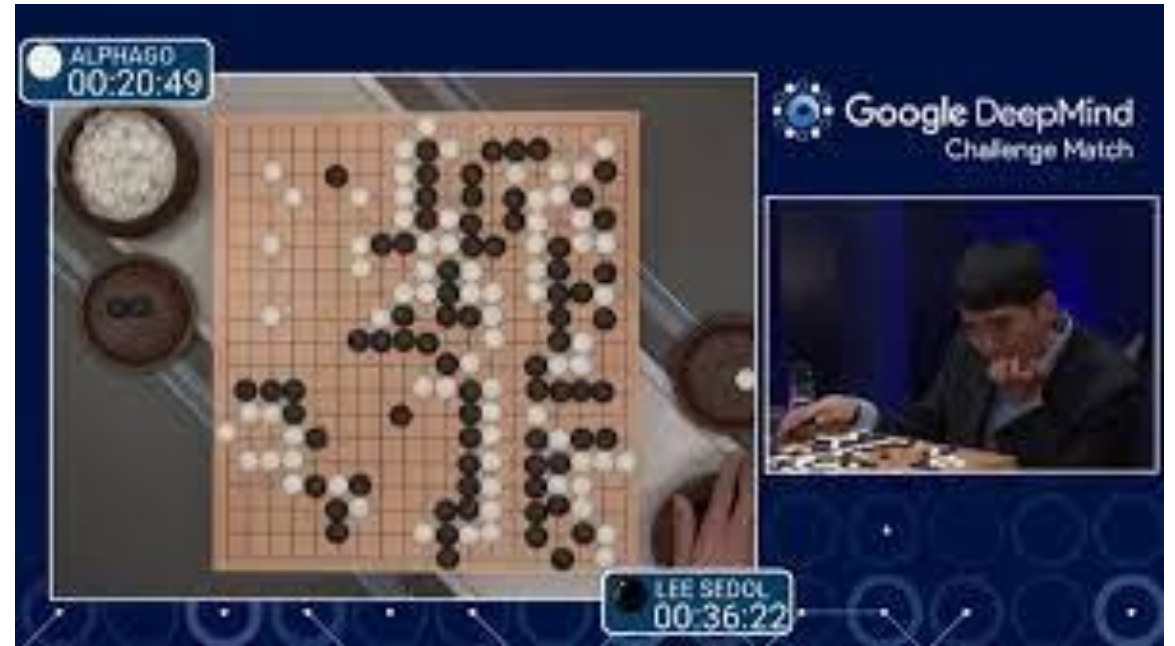 ALPHAGO
00:20:49
Google DeepMind
Challenge Match
LEE SEDOL
00:36:22